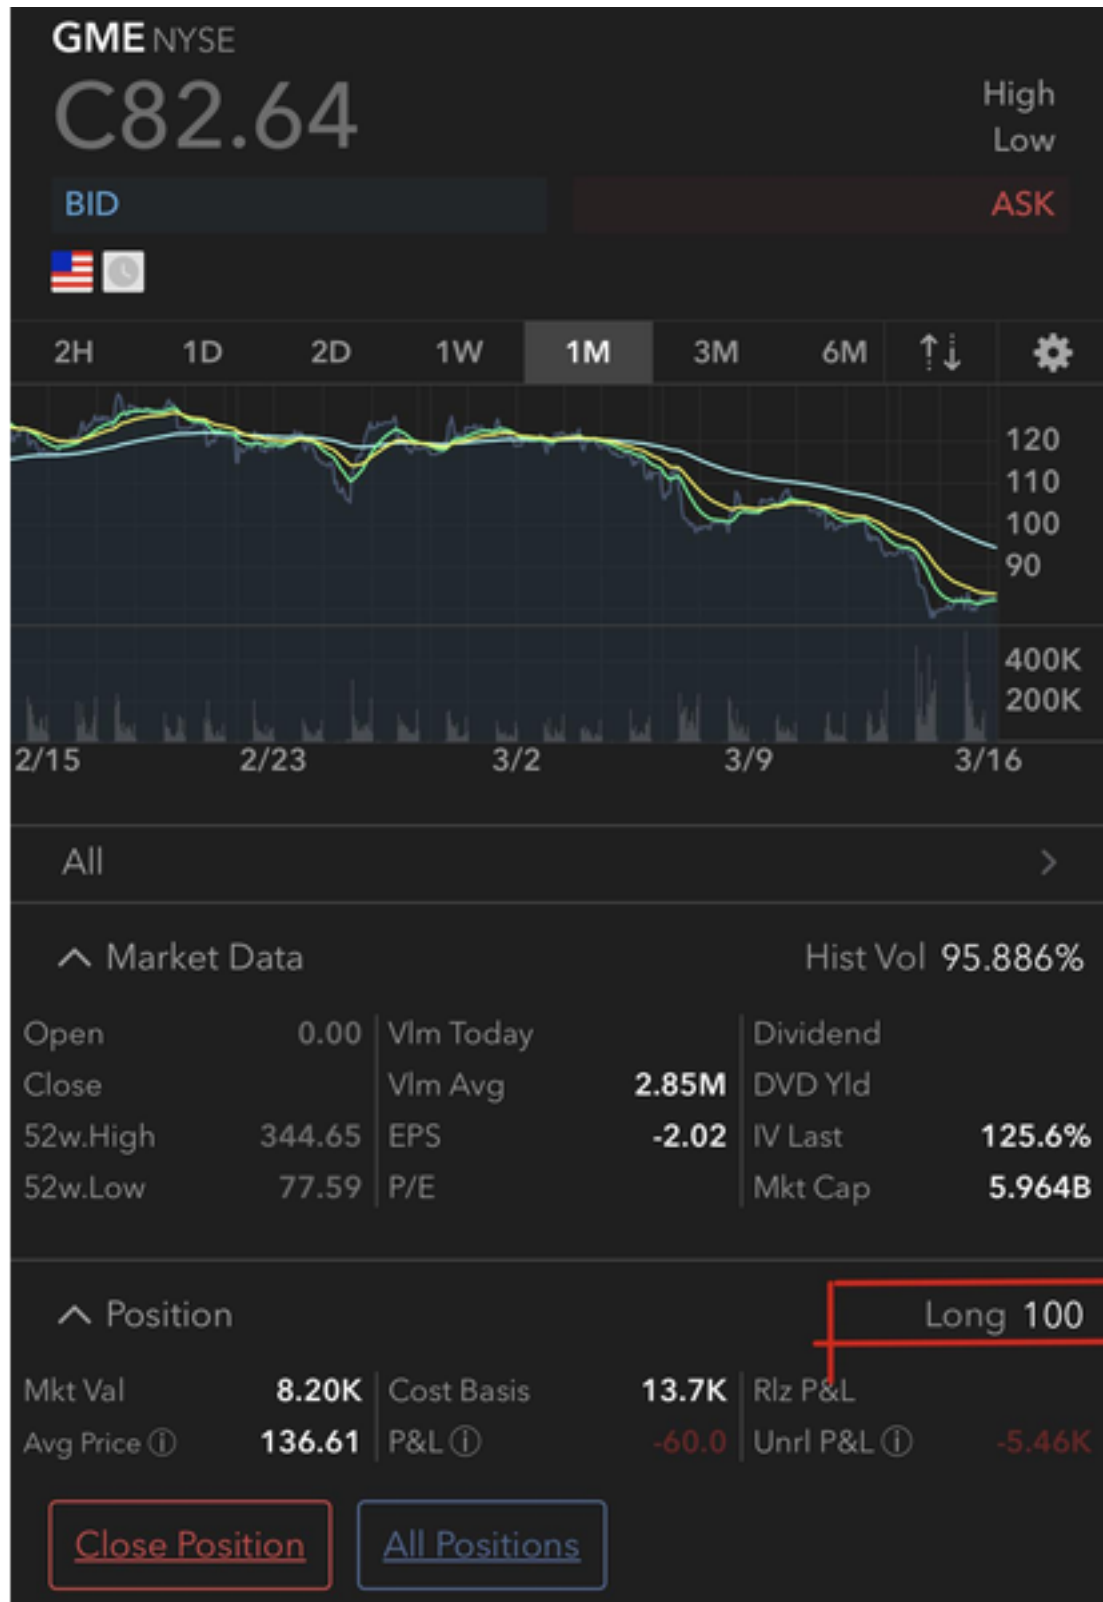 GME NYSE
C82.64
High
Low
BID
ASK
2H 1D 2D 1W 1M 3M 6M
120
110
100
90
400K
200K
2/15 2/23 3/2 3/9 3/16
All
Market Data Hist Vol 95.886%
Open 0.00 Vlm Today Dividend
Close Vlm Avg 2.85M DVD Yld
52w.High 344.65 EPS -2.02 IV Last 125.6%
52w.Low 77.59 P/E Mkt Cap 5.964B
Position Long 100
Mkt Val 8.20K Cost Basis 13.7K Rlz P&L
Avg Price 136.61 P&L -60.0 Unrl P&L -5.46K
Close Position All Positions